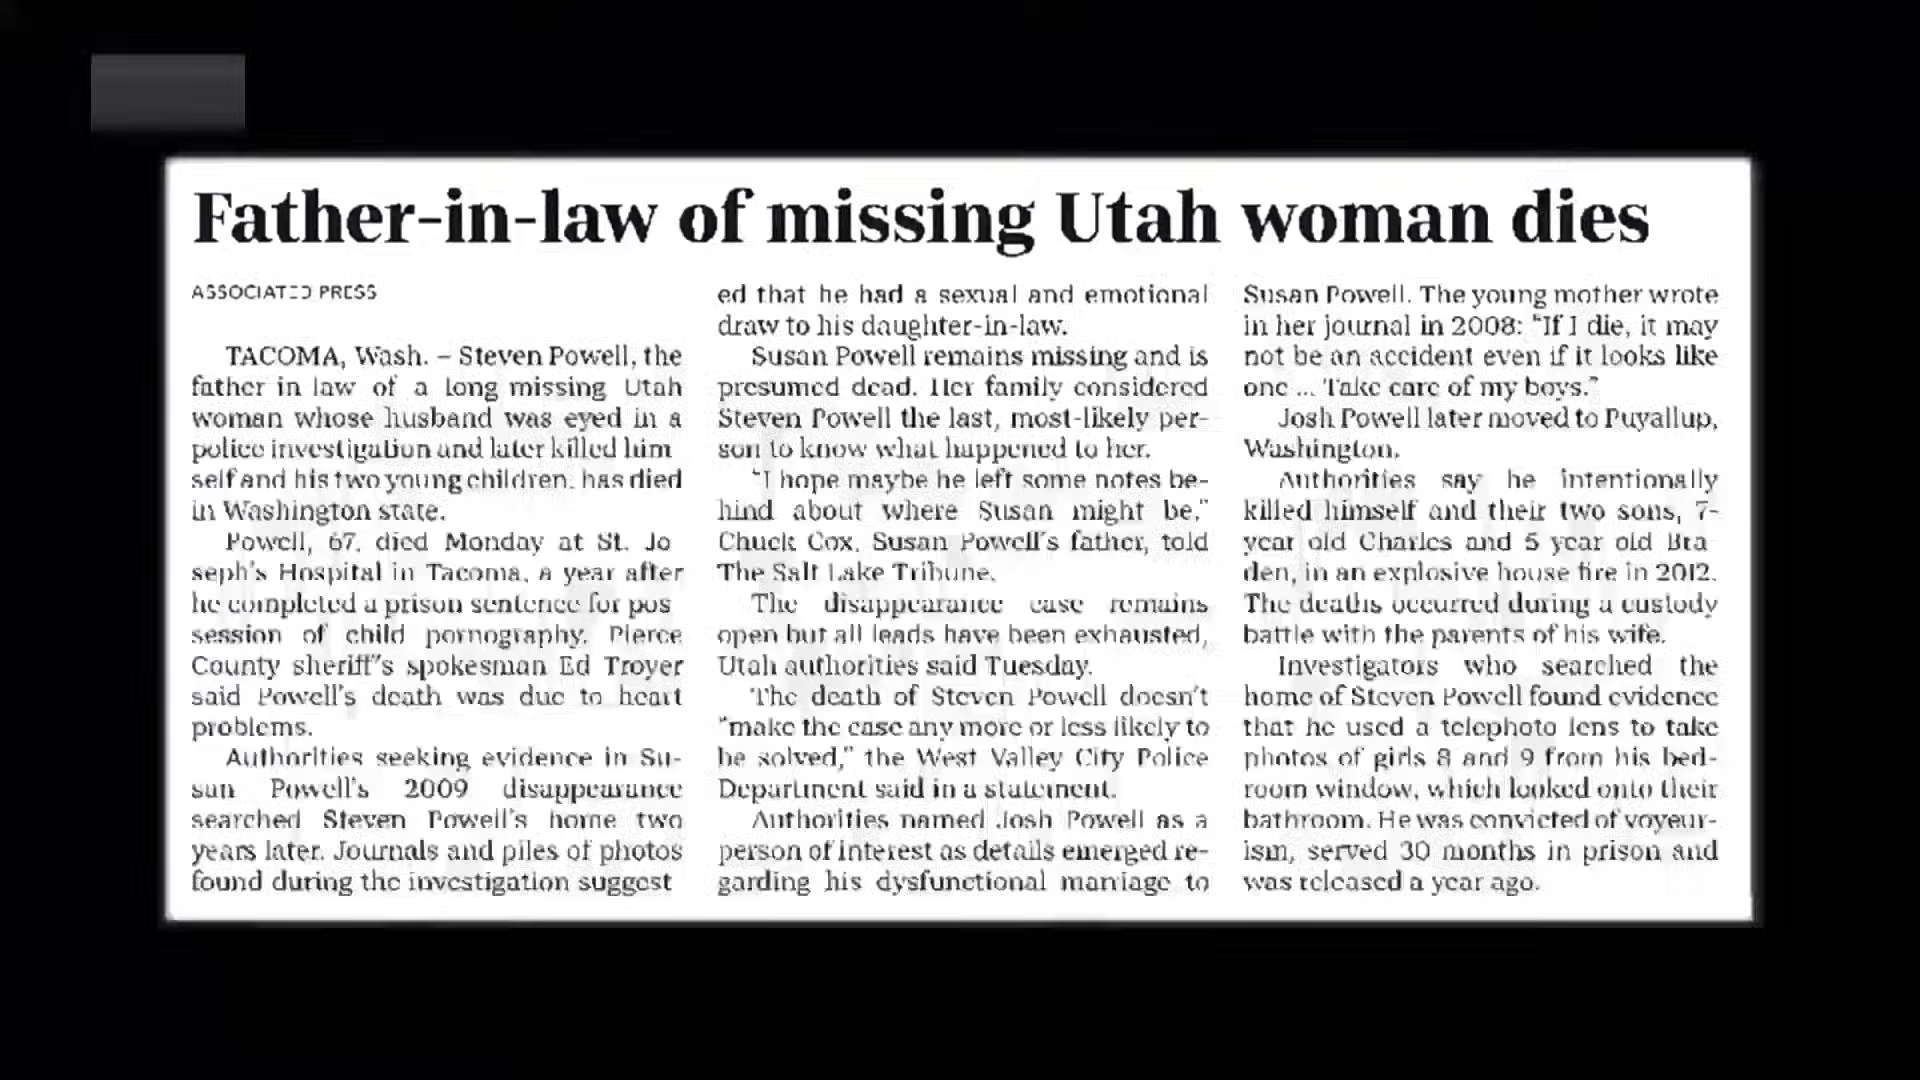 Father-in-law of missing Utah woman dies
ASSOCIATED PRESS
TACOMA, Wash. – Steven Powell, the
father in law of a long missing Utah
woman whose husband was eyed in a
police investigation and later killed him
self and his two young children, has died
in Washington state.
Powell, 67, died Monday at St. Jo
seph's Hospital in Tacoma, a year after
he completed a prison sentence for pos
session of child pornography. Pierce
County sheriff's spokesman Ed Troyer
said Powell's death was due to heart
problems.
Authorities seeking evidence in Su-
san Powell's 2009 disappearance
searched Steven Powell's home two
years later. Journals and piles of photos
found during the investigation suggest
ed that he had a sexual and emotional
draw to his daughter-in-law.
Susan Powell remains missing and is
presumed dead. Her family considered
Steven Powell the last, most-likely per-
son to know what happened to her.
"I hope maybe he left some notes be-
hind about where Susan might be,"
Chuck Cox, Susan Powell's father, told
The Salt Lake Tribune.
The disappearance case remains
open but all leads have been exhausted,
Utah authorities said Tuesday.
The death of Steven Powell doesn't
"make the case any more or less likely to
be solved," the West Valley City Police
Department said in a statement.
Authorities named Josh Powell as a
person of interest as details emerged re-
garding his dysfunctional marriage to
Susan Powell. The young mother wrote
in her journal in 2008: "If I die, it may
not be an accident even if it looks like
one ... Take care of my boys."
Josh Powell later moved to Puyallup,
Washington.
Authorities say he intentionally
killed himself and their two sons, 7-
year old Charles and 5 year old Bra
den, in an explosive house fire in 2012.
The deaths occurred during a custody
battle with the parents of his wife.
Investigators who searched the
home of Steven Powell found evidence
that he used a telephoto lens to take
photos of girls 8 and 9 from his bed-
room window, which looked onto their
bathroom. He was convicted of voyeur-
ism, served 30 months in prison and
was released a year ago.